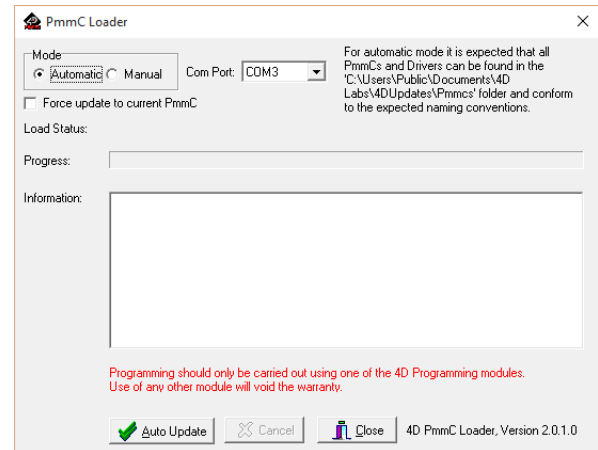 PmmC Loader
Mode
Automatic
Manual
Com Port:
COM3
For automatic mode it is expected that all
PmmCs and Drivers can be found in the
'C:\Users\Public\Documents\4D
Labs\4DUpdates\Pmmcs' folder and conform
to the expected naming conventions.
Force update to current PmmC
Load Status:
Progress:
Information:
Programming should only be carried out using one of the 4D Programming modules.
Use of any other module will void the warranty.
Auto Update
Cancel
Close
4D PmmC Loader, Version 2.0.1.0